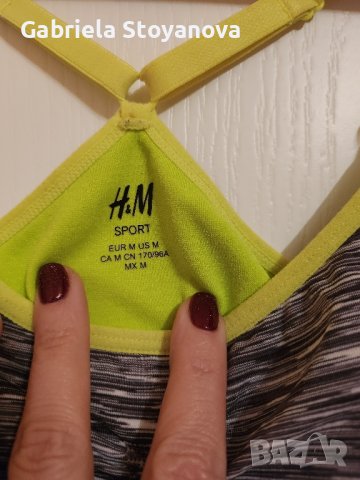 Gabriela Stoyanova
H&M
SPORT
EUR M US M
CA M CN 170/96A
MX M
BAZAR